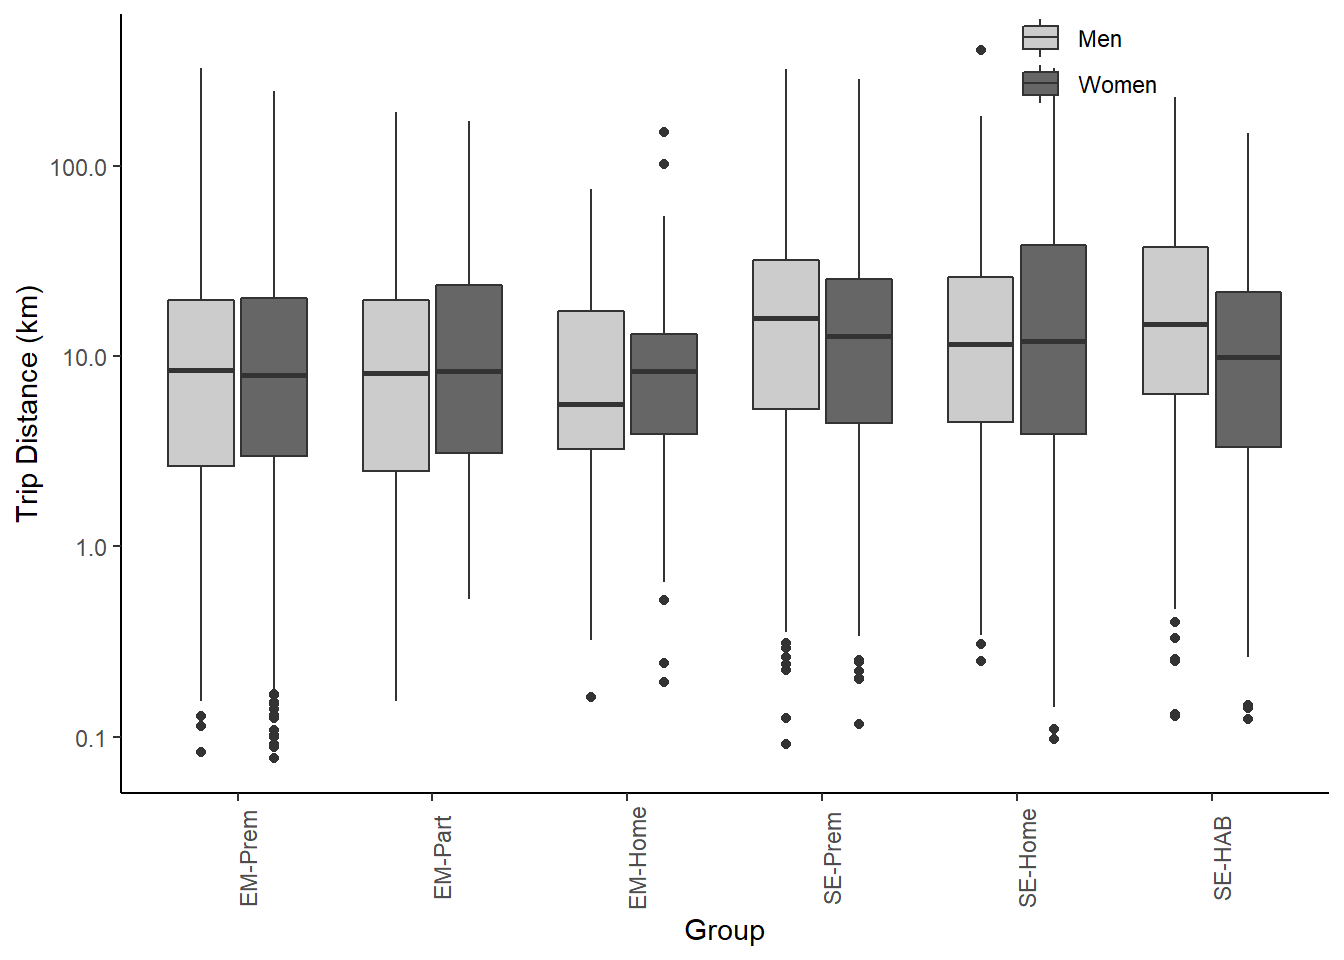 Men
Women
Trip Distance (km)
100.0
10.0
1.0
0.1
EM-Prem
EM-Part
EM-Home
SE-Prem
SE-Home
SE-HAB
Group